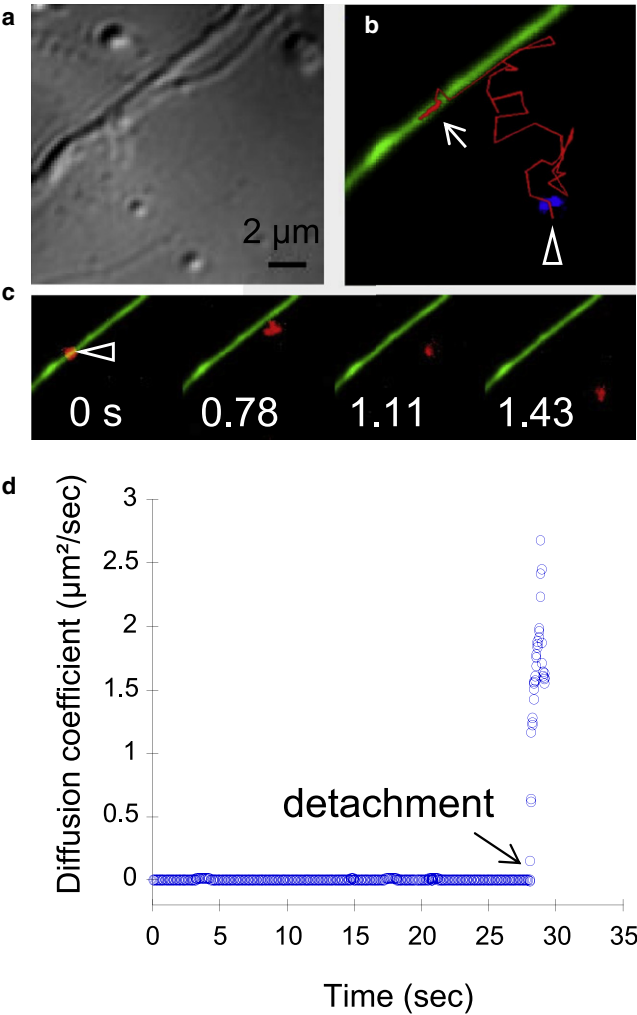 a
b
2 μm
c
0 s
0.78
1.11
1.43
d
Diffusion coefficient (μm²/sec)
3
2.5
2
1.5
1
0.5
0
detachment
0 5 10 15 20 25 30 35
Time (sec)